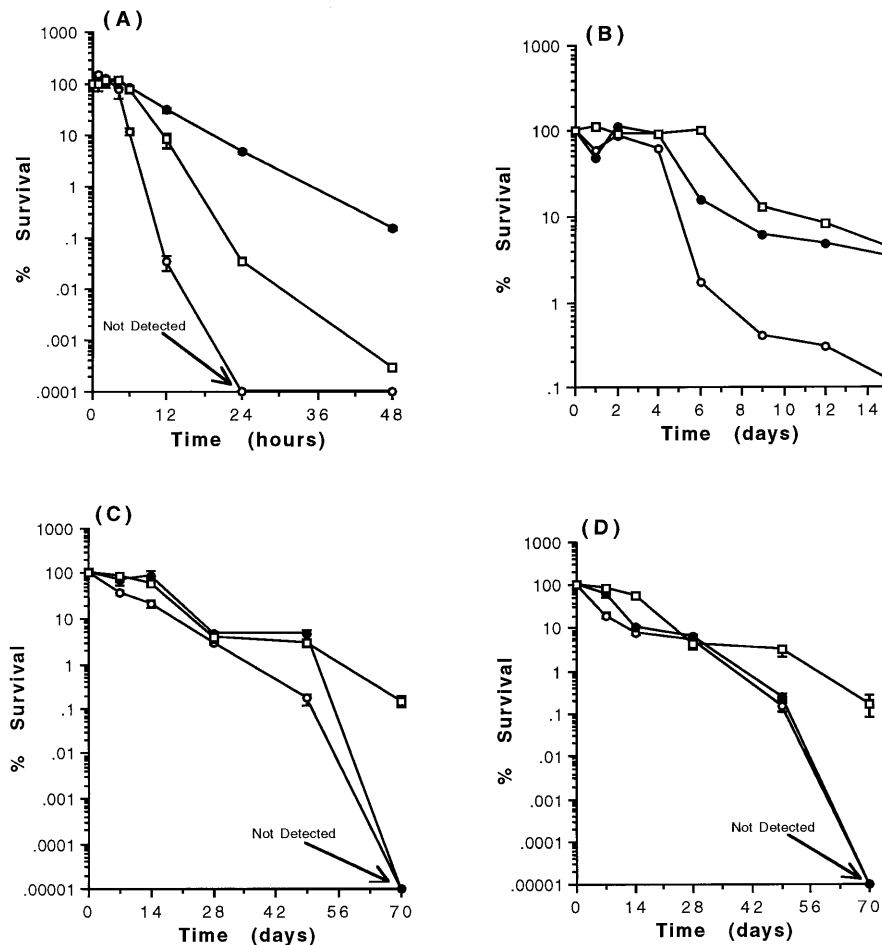 (A)
1000
100
10
1
.1
.01
.001
.0001
% Survival
Not Detected
0 12 24 36 48
Time (hours)
(B)
1000
100
10
1
.1
% Survival
0 2 4 6 8 10 12 14
Time (days)
(C)
1000
100
10
1
.1
.01
.001
.0001
.00001
% Survival
Not Detected
0 14 28 42 56 70
Time (days)
(D)
1000
100
10
1
.1
.01
.001
.0001
.00001
% Survival
Not Detected
0 14 28 42 56 70
Time (days)